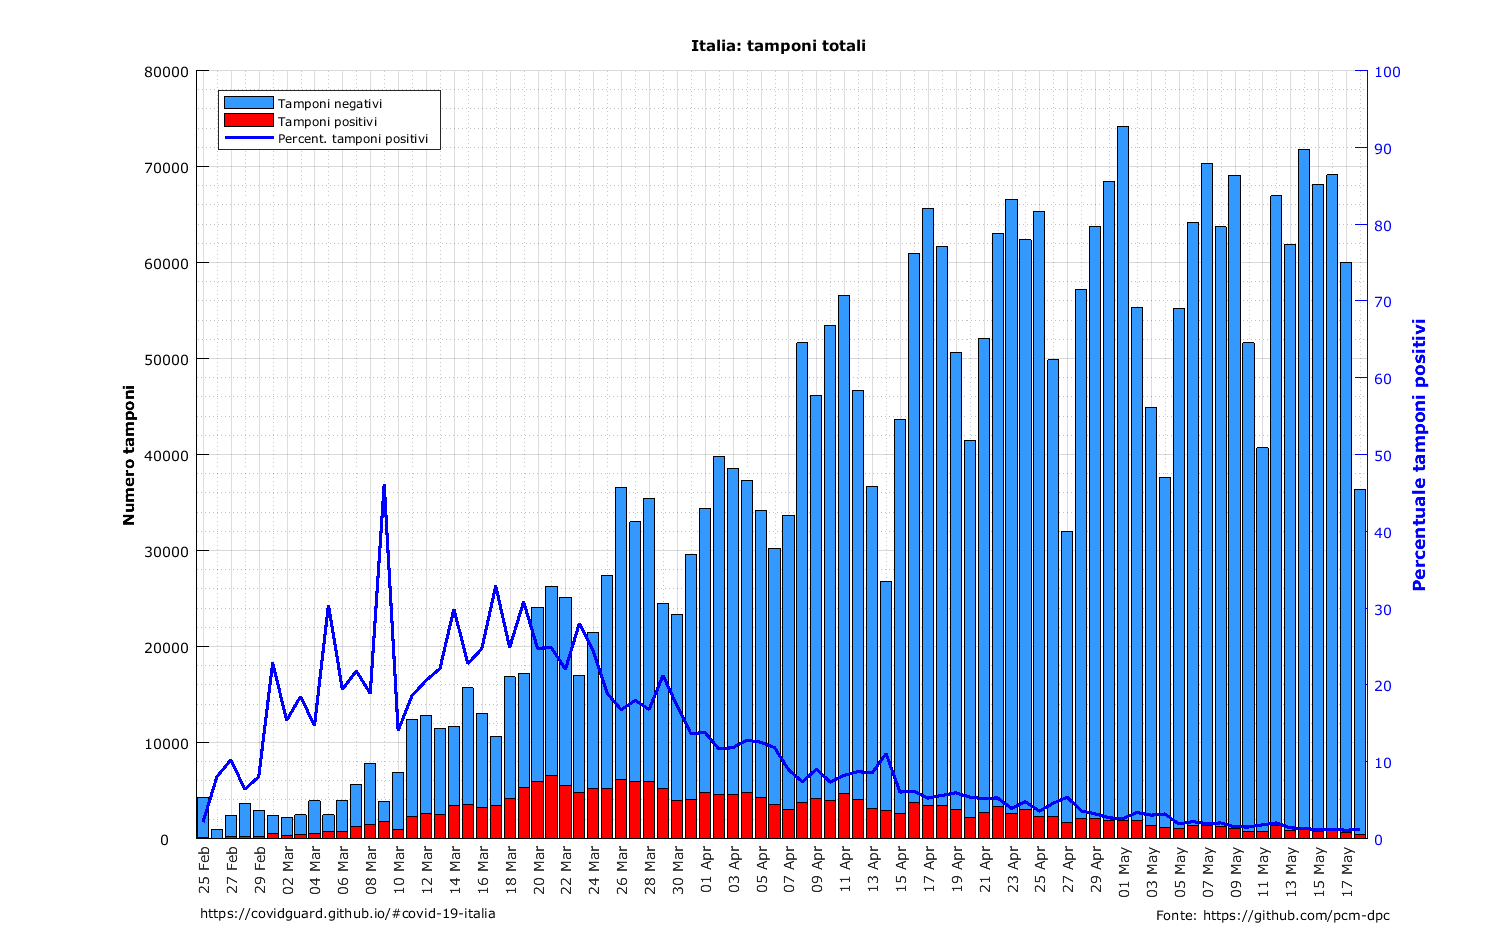 Italia: tamponi totali
Tamponi negativi
Tamponi positivi
Percent. tamponi positivi
Numero tamponi
80000
70000
60000
50000
40000
30000
20000
10000
0
Percentuale tamponi positivi
100
90
80
70
60
50
40
30
20
10
0
25 Feb
27 Feb
29 Feb
02 Mar
04 Mar
06 Mar
08 Mar
10 Mar
12 Mar
14 Mar
16 Mar
18 Mar
20 Mar
22 Mar
24 Mar
26 Mar
28 Mar
30 Mar
01 Apr
03 Apr
05 Apr
07 Apr
09 Apr
11 Apr
13 Apr
15 Apr
17 Apr
19 Apr
21 Apr
23 Apr
25 Apr
27 Apr
29 Apr
01 May
03 May
05 May
07 May
09 May
11 May
13 May
15 May
17 May
https://covidguard.github.io/#covid-19-italia
Fonte: https://github.com/pcm-dpc